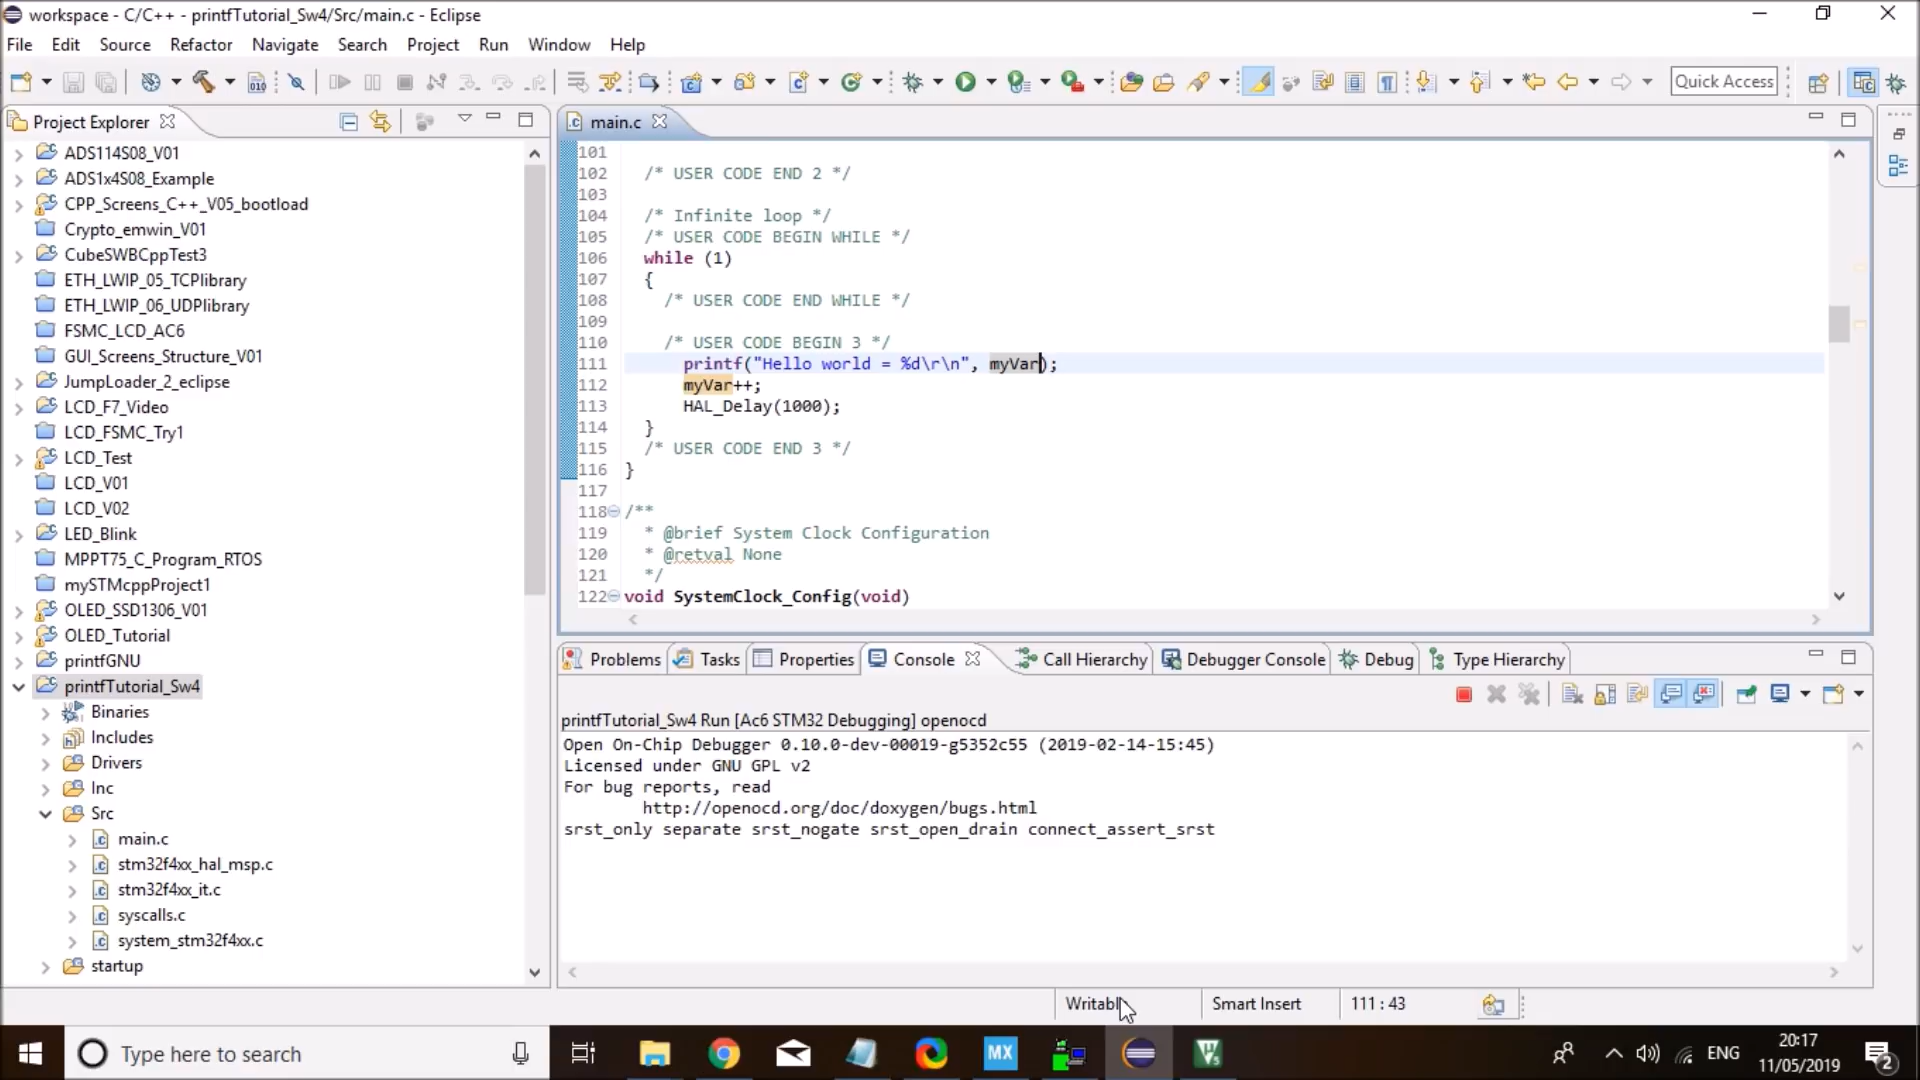 workspace - C/C++ - printfTutorial_Sw4/Src/main.c - Eclipse
File Edit Source Refactor Navigate Search Project Run Window Help
Quick Access
Project Explorer
ADS114S08_V01
ADS1x4S08_Example
CPP_Screens_C++_V05_bootload
Crypto_emwin_V01
CubeSWBCppTest3
ETH_LWIP_05_TCPlibrary
ETH_LWIP_06_UDPlibrary
FSMC_LCD_AC6
GUI_Screens_Structure_V01
JumpLoader_2_eclipse
LCD_F7_Video
LCD_FSMC_Try1
LCD_Test
LCD_V01
LCD_V02
LED_Blink
MPPT75_C_Program_RTOS
mySTMcppProject1
OLED_SSD1306_V01
OLED_Tutorial
printfGNU
printfTutorial_Sw4
Binaries
Includes
Drivers
Inc
Src
main.c
stm32f4xx_hal_msp.c
stm32f4xx_it.c
syscalls.c
system_stm32f4xx.c
startup
main.c
101
102 /* USER CODE END 2 */
103
104 /* Infinite loop */
105 /* USER CODE BEGIN WHILE */
106 while (1)
107 {
108 /* USER CODE END WHILE */
109
110 /* USER CODE BEGIN 3 */
111 printf("Hello world = %d\r\n", myVar);
112 myVar++;
113 HAL_Delay(1000);
114 }
115 /* USER CODE END 3 */
116 }
117
118 /**
119 * @brief System Clock Configuration
120 * @retval None
121 */
122 void SystemClock_Config(void)
Problems Tasks Properties Console Call Hierarchy Debugger Console Debug Type Hierarchy
printfTutorial_Sw4 Run [Ac6 STM32 Debugging] openocd
Open On-Chip Debugger 0.10.0-dev-00019-g5352c55 (2019-02-14-15:45)
Licensed under GNU GPL v2
For bug reports, read
http://openocd.org/doc/doxygen/bugs.html
srst_only separate srst_nogate srst_open_drain connect_assert_srst
Smart Insert 111 : 43
Type here to search
MX
ENG
20:17
11/05/2019
2